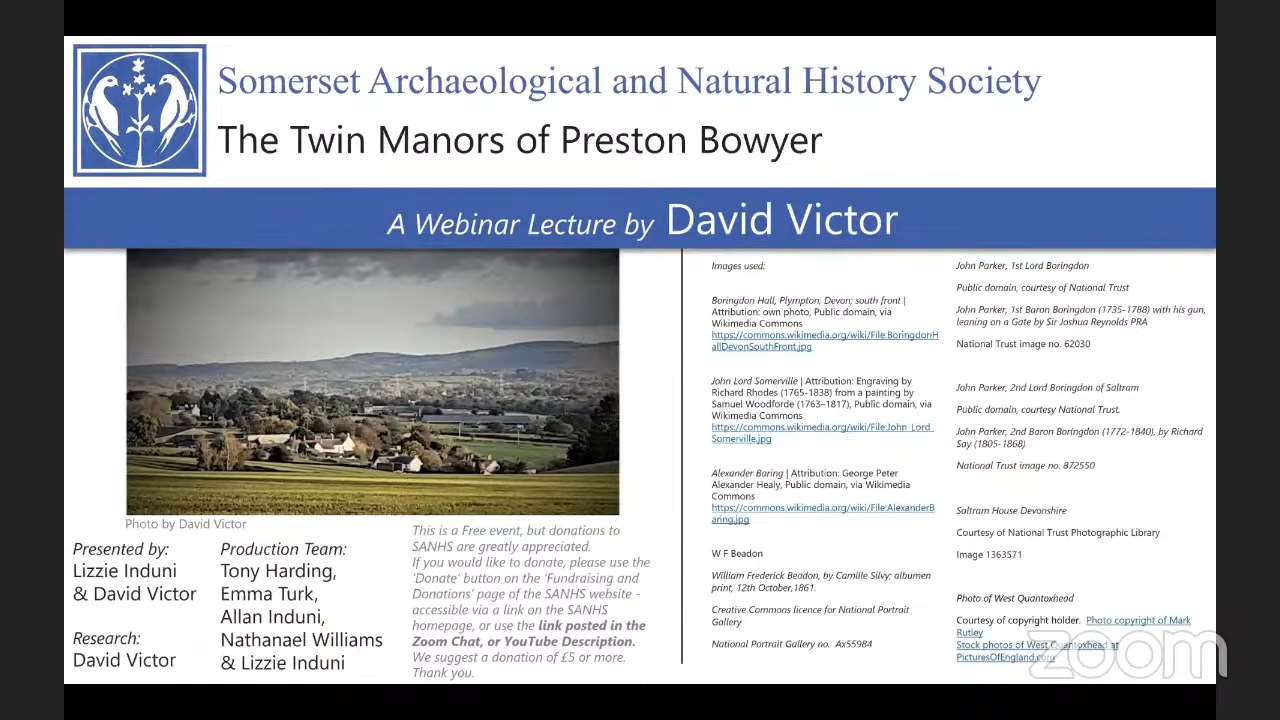 Somerset Archaeological and Natural History Society
The Twin Manors of Preston Bowyer
A Webinar Lecture by David Victor
Photo by David Victor
Presented by:
Lizzie Induni
& David Victor
Research:
David Victor
Production Team:
Tony Harding,
Emma Turk,
Allan Induni,
Nathanael Williams
& Lizzie Induni
This is a Free event, but donations to
SANHS are greatly appreciated.
If you would like to donate, please use the
'Donate' button on the 'Fundraising and
Donations' page of the SANHS website -
accessible via a link on the SANHS
homepage, or use the link posted in the
Zoom Chat, or YouTube Description.
We suggest a donation of £5 or more.
Thank you.
Images used:
Boringdon Hall, Plympton, Devon; south front |
Attribution: own photo, Public domain, via
Wikimedia Commons
https://commons.wikimedia.org/wiki/File:BoringdonH
allDevonSouthFront.jpg
John Lord Somerville | Attribution: Engraving by
Richard Rhodes (1765-1838) from a painting by
Samuel Woodforde (1763–1817), Public domain, via
Wikimedia Commons
https://commons.wikimedia.org/wiki/File:John_Lord_
Somerville.jpg
Alexander Baring | Attribution: George Peter
Alexander Healy, Public domain, via Wikimedia
Commons
https://commons.wikimedia.org/wiki/File:AlexanderB
aring.jpg
W F Beadon
William Frederick Beadon, by Camille Silvy; albumen
print, 12th October,1861.
Creative Commons licence for National Portrait
Gallery
National Portrait Gallery no. Ax55984
John Parker, 1st Lord Boringdon
Public domain, courtesy of National Trust
John Parker, 1st Baron Boringdon (1735-1788) with his gun,
leaning on a Gate by Sir Joshua Reynolds PRA
National Trust image no. 62030
John Parker, 2nd Lord Boringdon of Saltram
Public domain, courtesy National Trust.
John Parker, 2nd Baron Boringdon (1772-1840), by Richard
Say (1805-1868)
National Trust image no. 872550
Saltram House Devonshire
Courtesy of National Trust Photographic Library
Image 1363571
Photo of West Quantoxhead
Courtesy of copyright holder. Photo copyright of Mark
Rutley
Stock photos of West Quantoxhead at
PicturesOfEngland.com
zoom